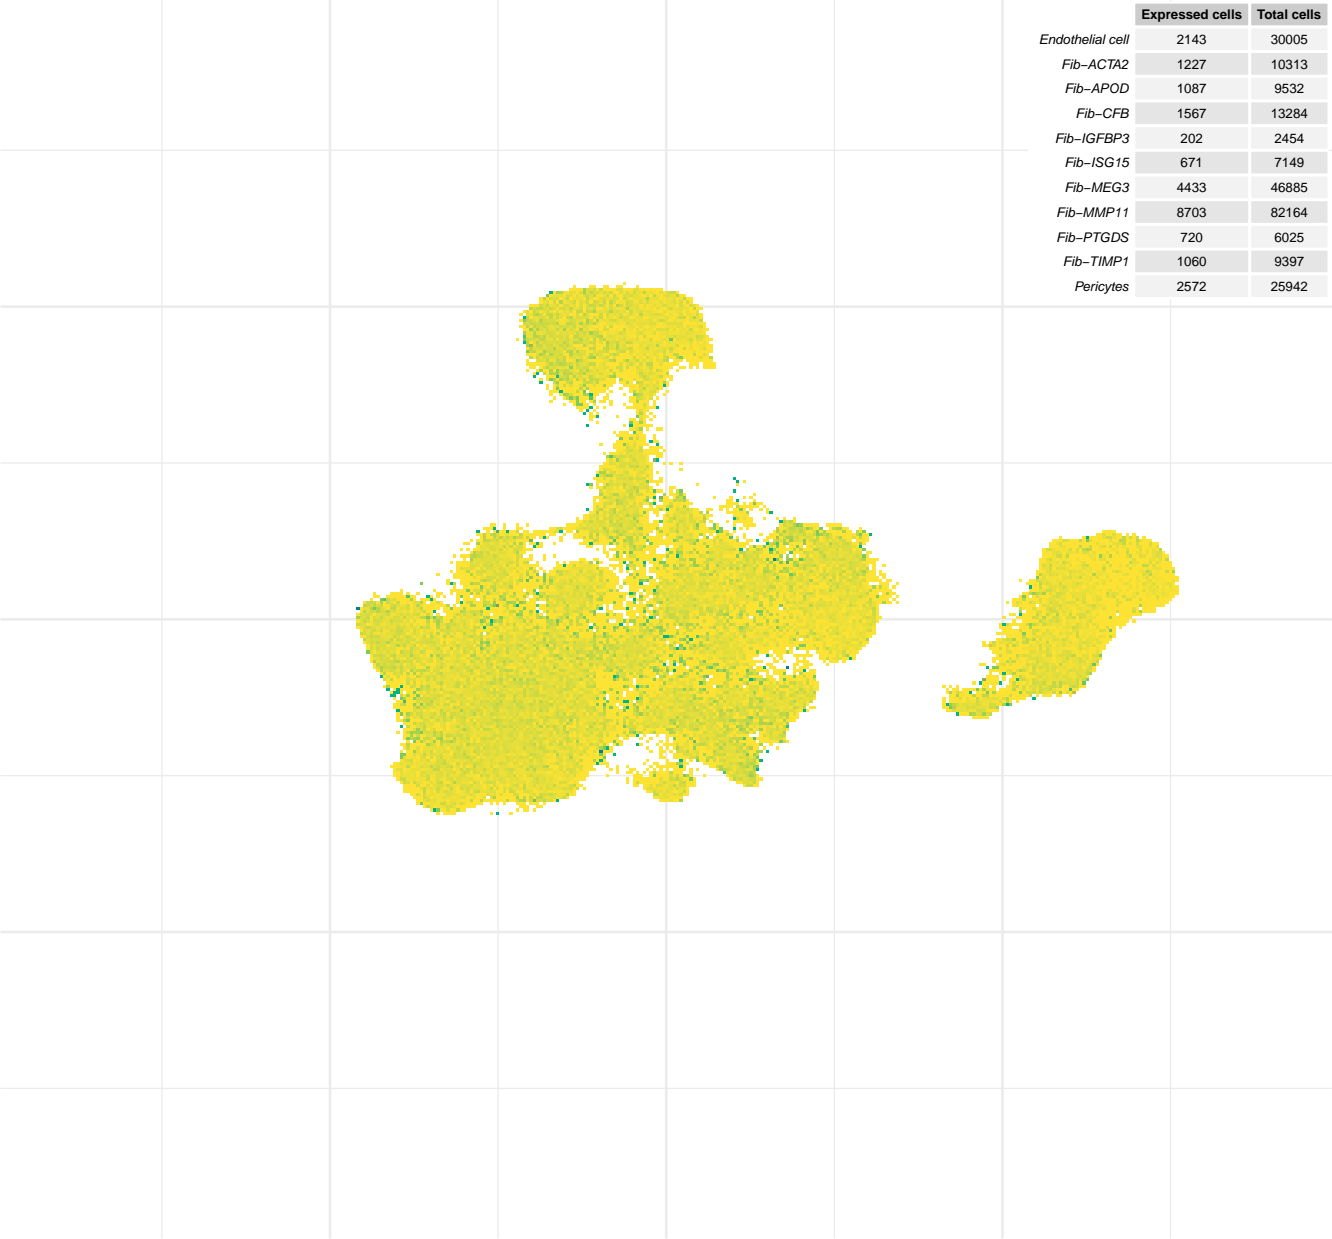 Expressed cells Total cells
Endothelial cell 2143 30005
Fib−ACTA2 1227 10313
Fib−APOD 1087 9532
Fib−CFB 1567 13284
Fib−IGFBP3 202 2454
Fib−ISG15 671 7149
Fib−MEG3 4433 46885
Fib−MMP11 8703 82164
Fib−PTGDS 720 6025
Fib−TIMP1 1060 9397
Pericytes 2572 25942